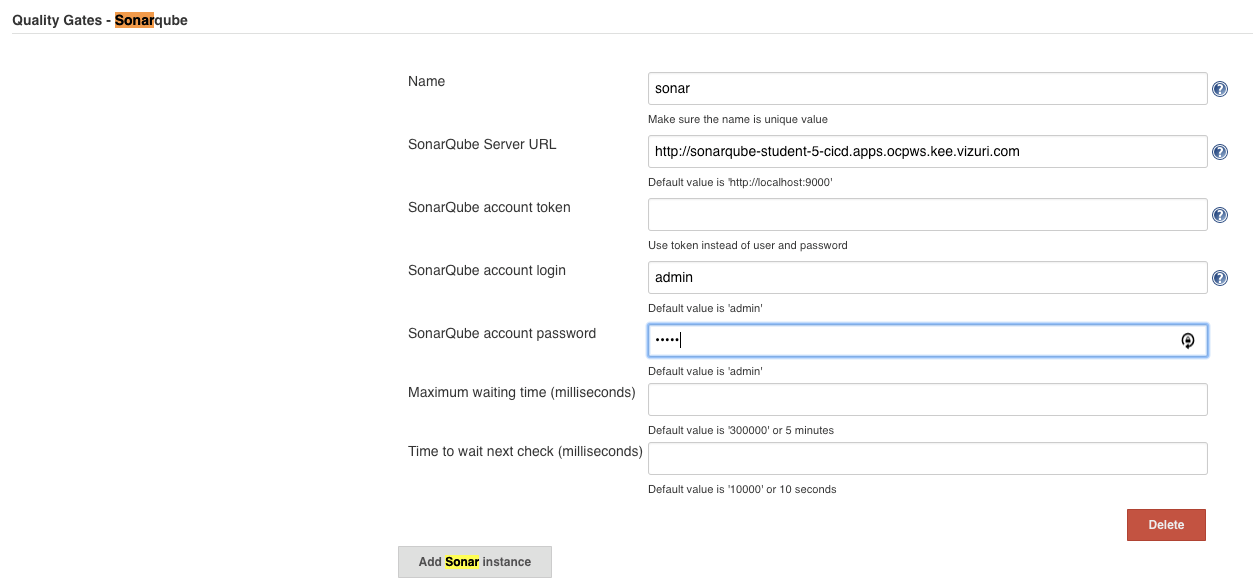 Quality Gates - Sonarqube
Name
sonar
Make sure the name is unique value
SonarQube Server URL
http://sonarqube-student-5-cicd.apps.ocpws.kee.vizuri.com
Default value is 'http://localhost:9000'
SonarQube account token
Use token instead of user and password
SonarQube account login
admin
Default value is 'admin'
SonarQube account password
•••••
Default value is 'admin'
Maximum waiting time (milliseconds)
Default value is '300000' or 5 minutes
Time to wait next check (milliseconds)
Default value is '10000' or 10 seconds
Delete
Add Sonar instance